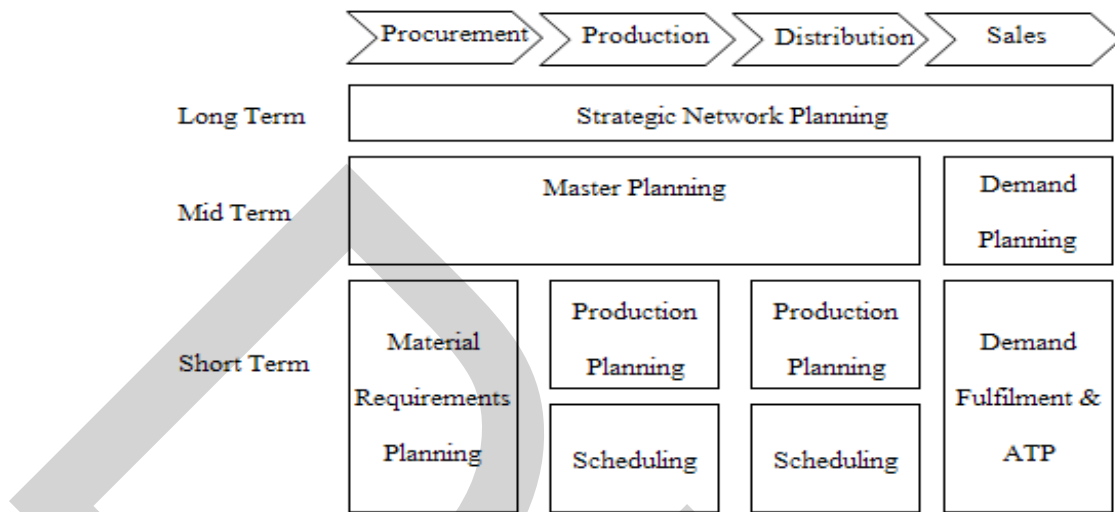 Procurement
Production
Distribution
Sales
Long Term
Strategic Network Planning
Mid Term
Master Planning
Demand
Planning
Short Term
Material
Requirements
Planning
Production
Planning
Scheduling
Production
Planning
Scheduling
Demand
Fulfilment &
ATP